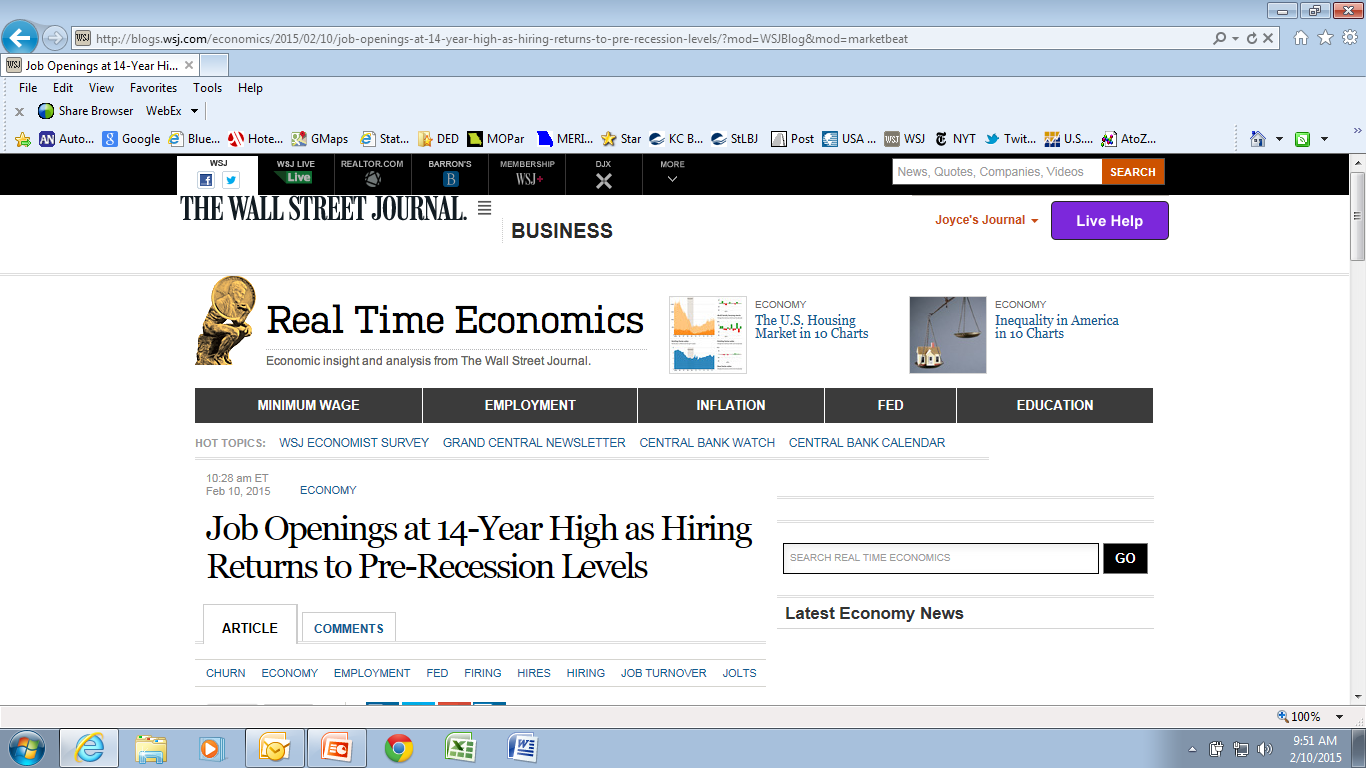 http://blogs.wsj.com/economics/2015/02/10/job-openings-at-14-year-high-as-hiring-returns-to-pre-recession-levels/?mod=WSJBlog&mod=marketbeat
WSJ Job Openings at 14-Year Hi...
File Edit View Favorites Tools Help
x Share Browser WebEx
Auto... Google Blue... Hote... GMaps Stat... DED MOPar MERI... Star KC B... StLBJ Post USA ... WSJ NYT Twit... U.S.... AtoZ...
WSJ WSJ LIVE REALTOR.COM BARRON'S MEMBERSHIP DJX MORE
Live B WSJ+
News, Quotes, Companies, Videos SEARCH
THE WALL STREET JOURNAL.
BUSINESS
Joyce's Journal Live Help
Real Time Economics
Economic insight and analysis from The Wall Street Journal.
ECONOMY
The U.S. Housing
Market in 10 Charts
ECONOMY
Inequality in America
in 10 Charts
MINIMUM WAGE EMPLOYMENT INFLATION FED EDUCATION
HOT TOPICS: WSJ ECONOMIST SURVEY GRAND CENTRAL NEWSLETTER CENTRAL BANK WATCH CENTRAL BANK CALENDAR
10:28 am ET
Feb 10, 2015 ECONOMY
Job Openings at 14-Year High as Hiring
Returns to Pre-Recession Levels
SEARCH REAL TIME ECONOMICS GO
Latest Economy News
ARTICLE COMMENTS
CHURN ECONOMY EMPLOYMENT FED FIRING HIRES HIRING JOB TURNOVER JOLTS
100%
9:51 AM
2/10/2015